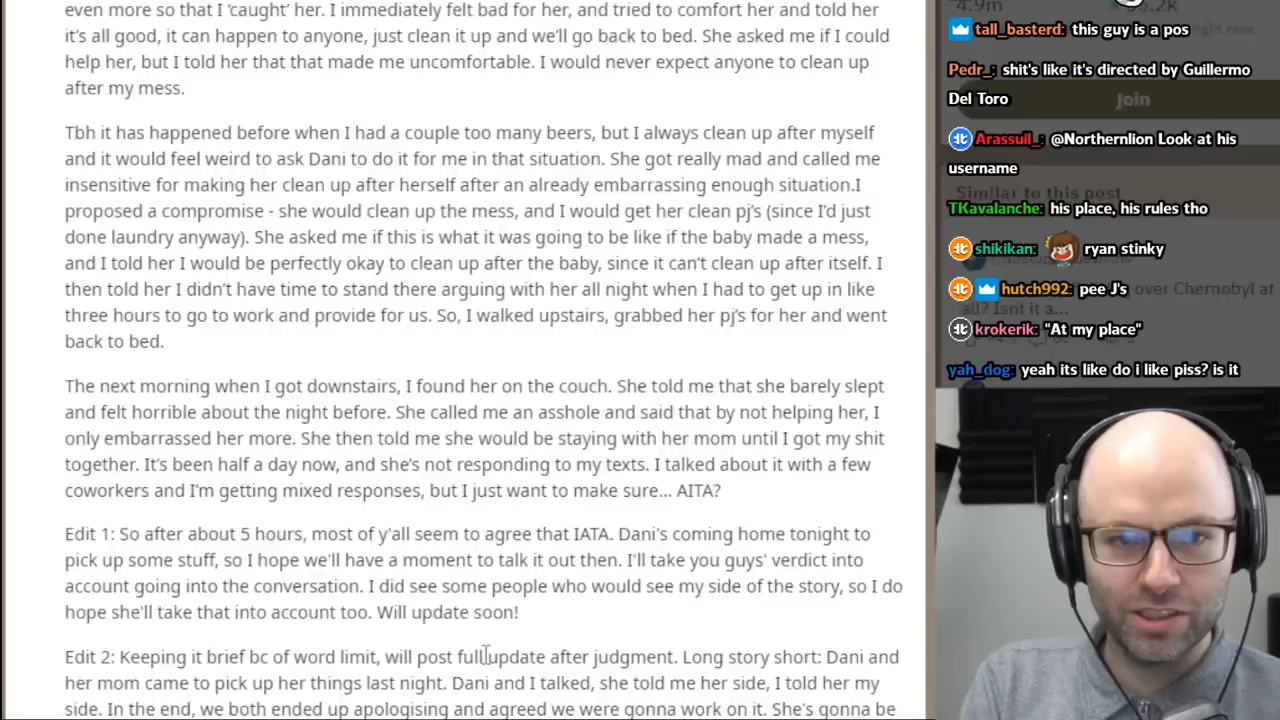 even more so that I 'caught' her. I immediately felt bad for her, and tried to comfort her and told her
it's all good, it can happen to anyone, just clean it up and we'll go back to bed. She asked me if I could
help her, but I told her that that made me uncomfortable. I would never expect anyone to clean up
after my mess.
Tbh it has happened before when I had a couple too many beers, but I always clean up after myself
and it would feel weird to ask Dani to do it for me in that situation. She got really mad and called me
insensitive for making her clean up after herself after an already embarrassing enough situation.I
proposed a compromise - she would clean up the mess, and I would get her clean pj's (since I'd just
done laundry anyway). She asked me if this is what it was going to be like if the baby made a mess,
and I told her I would be perfectly okay to clean up after the baby, since it can't clean up after itself. I
then told her I didn't have time to stand there arguing with her all night when I had to get up in like
three hours to go to work and provide for us. So, I walked upstairs, grabbed her pj's for her and went
back to bed.
The next morning when I got downstairs, I found her on the couch. She told me that she barely slept
and felt horrible about the night before. She called me an asshole and said that by not helping her, I
only embarrassed her more. She then told me she would be staying with her mom until I got my shit
together. It's been half a day now, and she's not responding to my texts. I talked about it with a few
coworkers and I'm getting mixed responses, but I just want to make sure... AITA?
Edit 1: So after about 5 hours, most of y'all seem to agree that IATA. Dani's coming home tonight to
pick up some stuff, so I hope we'll have a moment to talk it out then. I'll take you guys' verdict into
account going into the conversation. I did see some people who would see my side of the story, so I do
hope she'll take that into account too. Will update soon!
Edit 2: Keeping it brief bc of word limit, will post full update after judgment. Long story short: Dani and
her mom came to pick up her things last night. Dani and I talked, she told me her side, I told her my
side. In the end, we both ended up apologising and agreed we were gonna work on it. She's gonna be
4.9m
tall_basterd: this guy is a pos
right now
Pedr_: shit's like it's directed by Guillermo
Del Toro
Join
Arassull_: @Northernlion Look at his
username
Similar to this post
TKavalanche: his place, his rules tho
shikikan: ryan stinky
hutch992: pee J's
over Chernobyl at
all? Isnt it a...
krokerik: "At my place"
yah_dog: yeah its like do i like piss? is it